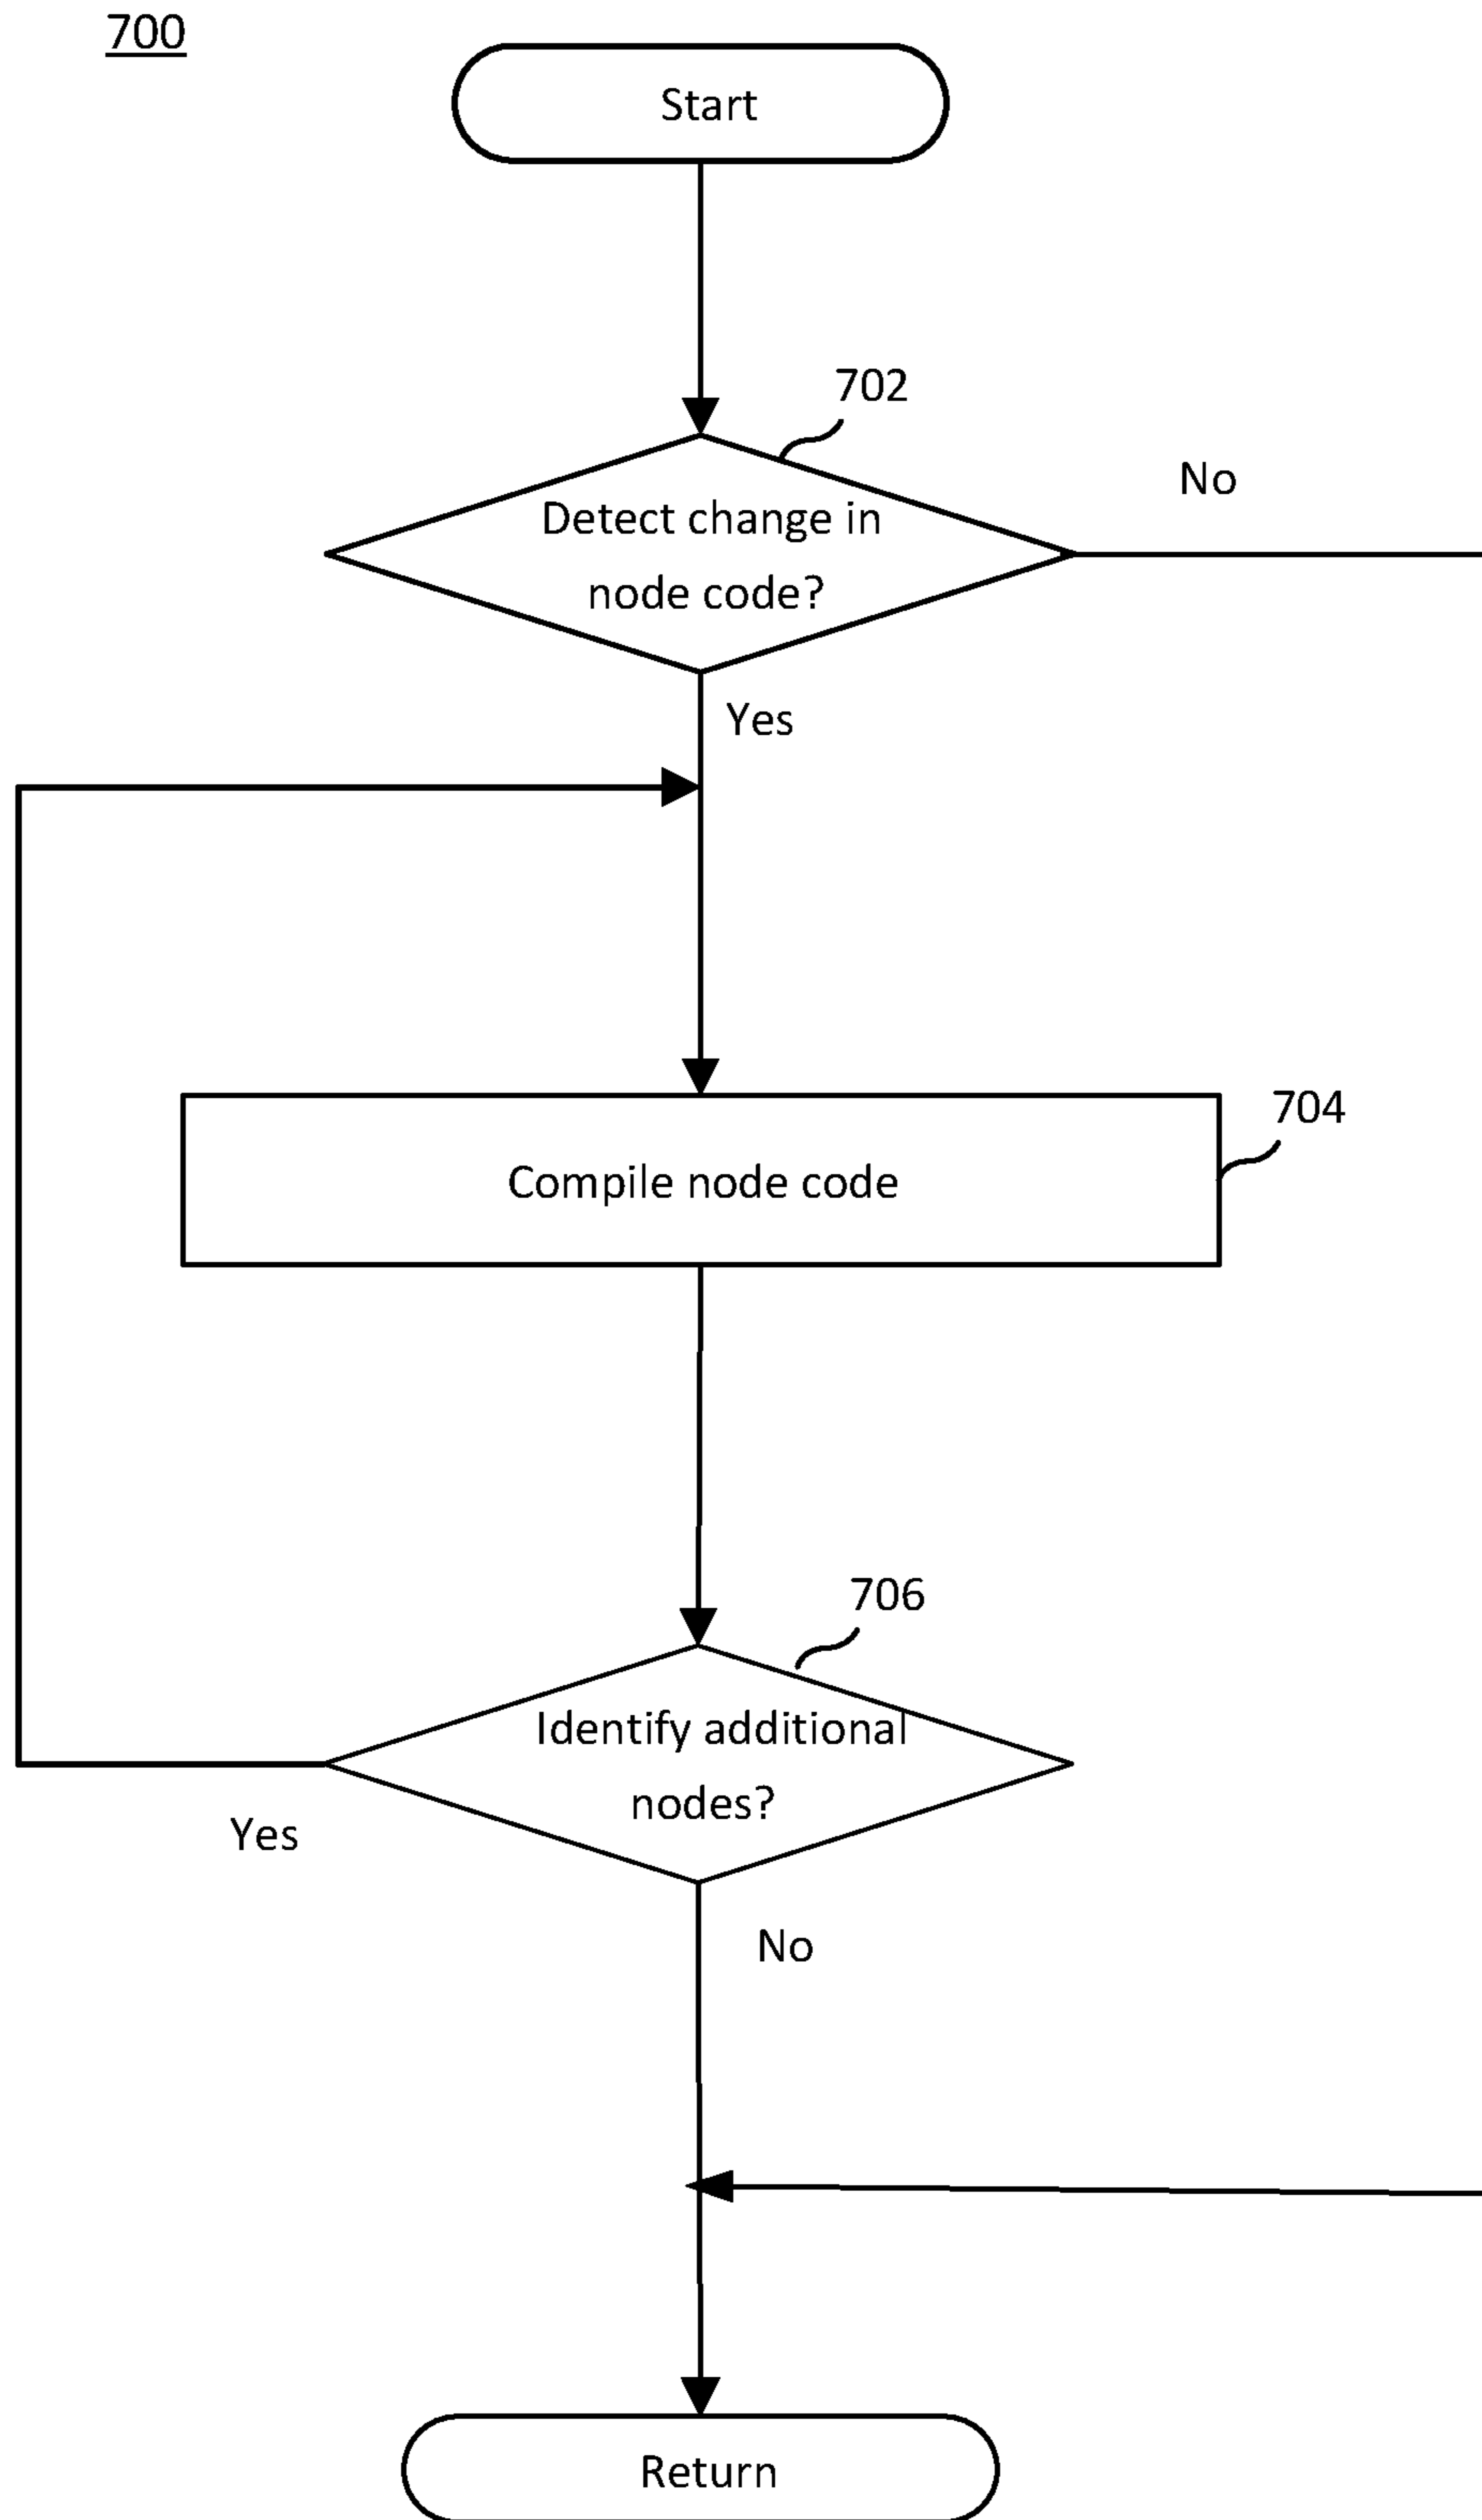 700
Start
702
No
Detect change in
node code?
Yes
704
Compile node code
706
Identify additional
nodes?
Yes
No
Return